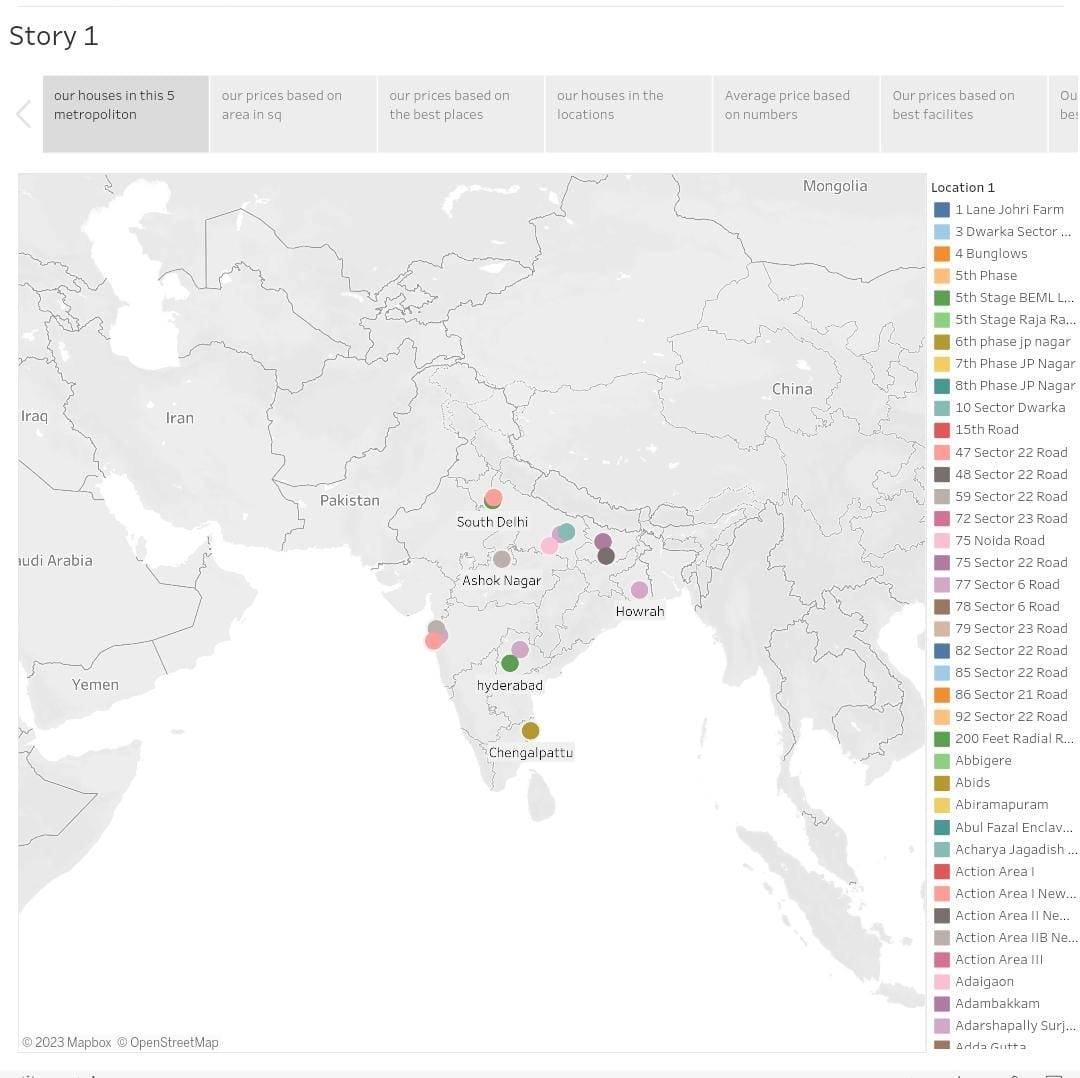 Story 1
our houses in this 5
metropoliton
our prices based on
area in sq
our prices based on
the best places
our houses in the
locations
Average price based
on numbers
Our prices based on
best facilites
Ou
bes
Mongolia
China
Iraq
Iran
Pakistan
South Delhi
audi Arabia
Ashok Nagar
Howrah
Yemen
hyderabad
Chengalpattu
© 2023 Mapbox © OpenStreetMap
Location 1
1 Lane Johri Farm
3 Dwarka Sector ...
4 Bunglows
5th Phase
5th Stage BEML L...
5th Stage Raja Ra...
6th phase jp nagar
7th Phase JP Nagar
8th Phase JP Nagar
10 Sector Dwarka
15th Road
47 Sector 22 Road
48 Sector 22 Road
59 Sector 22 Road
72 Sector 23 Road
75 Noida Road
75 Sector 22 Road
77 Sector 6 Road
78 Sector 6 Road
79 Sector 23 Road
82 Sector 22 Road
85 Sector 22 Road
86 Sector 21 Road
92 Sector 22 Road
200 Feet Radial R...
Abbigere
Abids
Abiramapuram
Abul Fazal Enclav...
Acharya Jagadish ...
Action Area I
Action Area I New...
Action Area II Ne...
Action Area IIB Ne...
Action Area III
Adaigaon
Adambakkam
Adarshapally Surj...
Adda Gutta